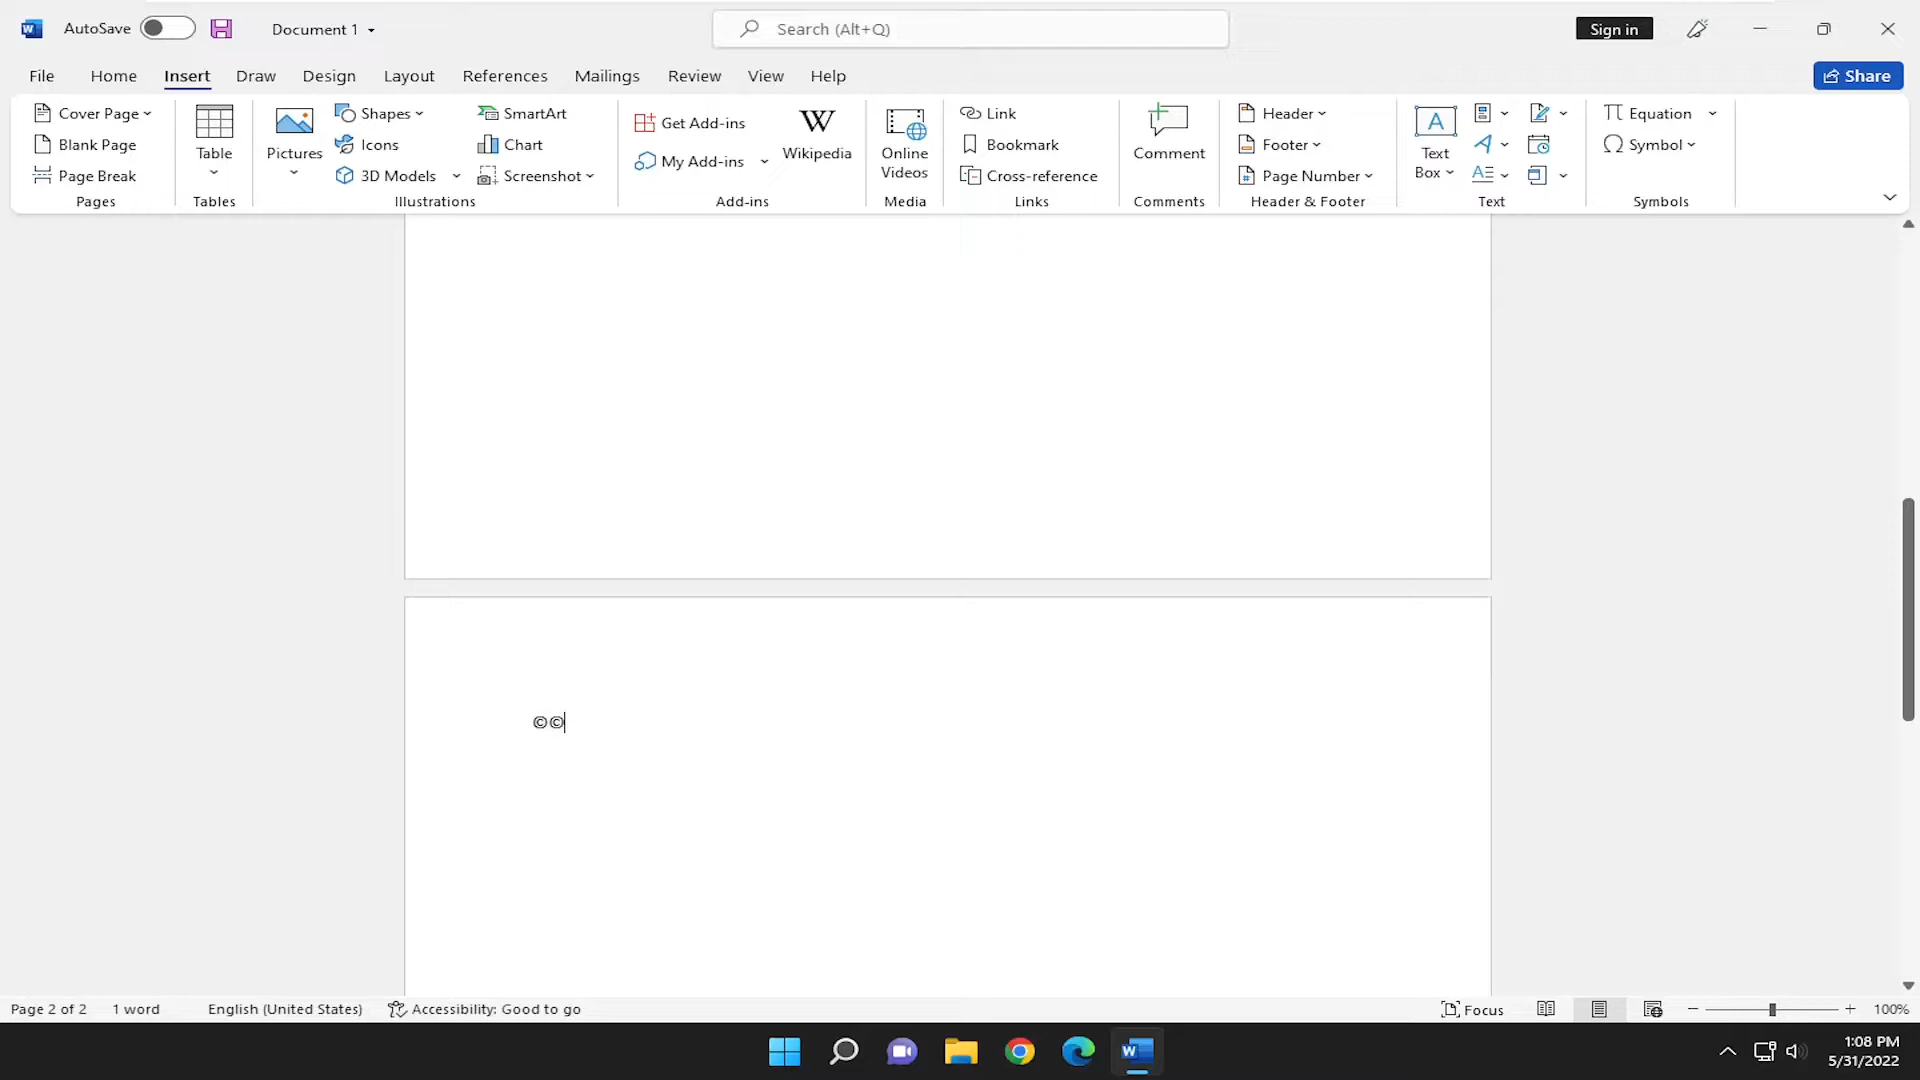 AutoSave Document 1 Search (Alt+Q) Sign in
File Home Insert Draw Design Layout References Mailings Review View Help Share
Cover Page
Blank Page
Page Break
Pages
Table
Tables
Pictures
Shapes
Icons
3D Models
SmartArt
Chart
Screenshot
Illustrations
Get Add-ins
My Add-ins
Wikipedia
Add-ins
Online
Videos
Media
Link
Bookmark
Cross-reference
Links
Comment
Comments
Header
Footer
Page Number
Header & Footer
Text
Box
Text
Equation
Symbol
Symbols
©©
Page 2 of 2 1 word English (United States) Accessibility: Good to go Focus 100%
1:08 PM
5/31/2022